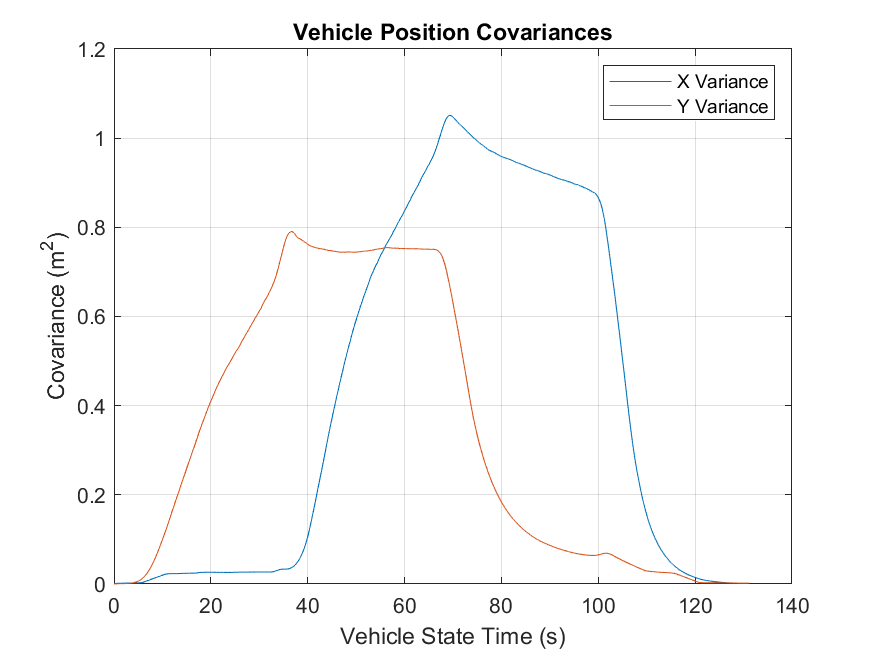 Vehicle Position Covariances
X Variance
Y Variance
Covariance (m²)
1.2
1
0.8
0.6
0.4
0.2
0
0 20 40 60 80 100 120 140
Vehicle State Time (s)